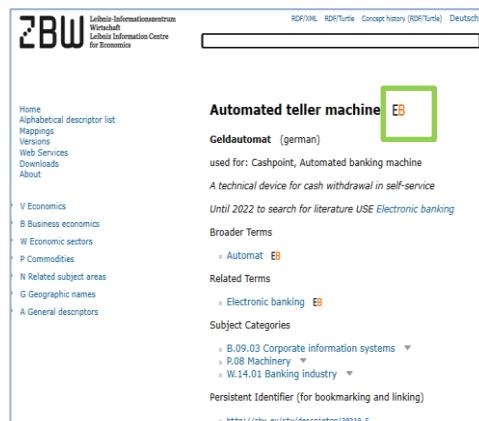 ZBW
Leibniz-Informationszentrum
Wirtschaft
Leibniz Information Centre
for Economics
RDF/XML RDF/Turtle Concept history (RDF/Turtle) Deutsch
Home
Alphabetical descriptor list
Mappings
Versions
Web Services
Downloads
About
V Economics
B Business economics
W Economic sectors
P Commodities
N Related subject areas
G Geographic names
A General descriptors
Automated teller machine EB
Geldautomat (german)
used for: Cashpoint, Automated banking machine
A technical device for cash withdrawal in self-service
Until 2022 to search for literature USE Electronic banking
Broader Terms
Automat EB
Related Terms
Electronic banking EB
Subject Categories
B.09.03 Corporate information systems
P.08 Machinery
W.14.01 Banking industry
Persistent Identifier (for bookmarking and linking)